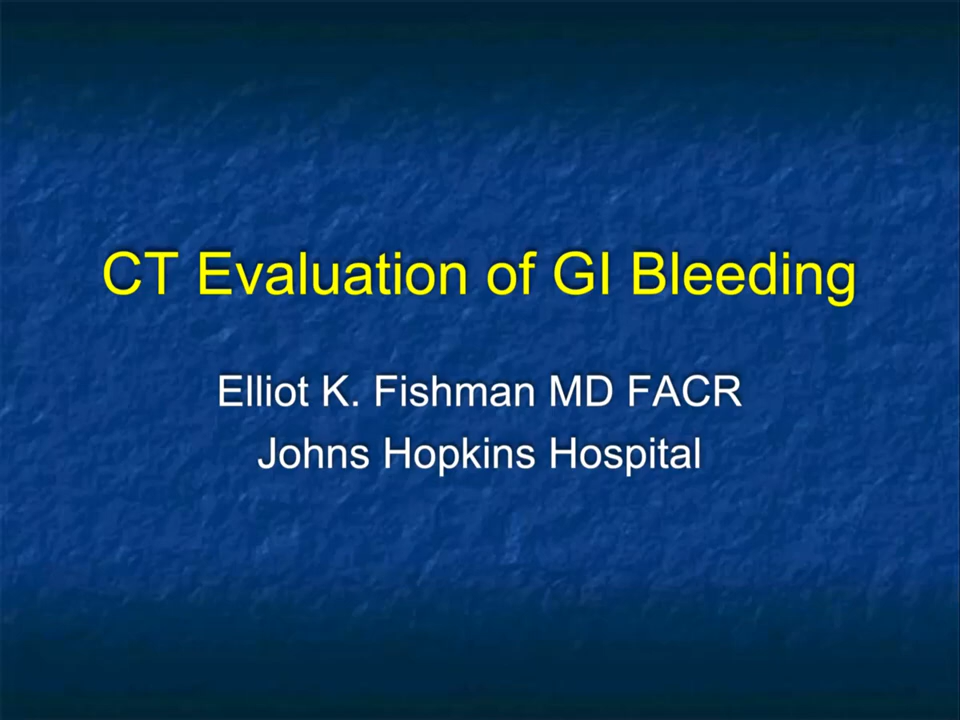 CT Evaluation of GI Bleeding
Elliot K. Fishman MD FACR
Johns Hopkins Hospital